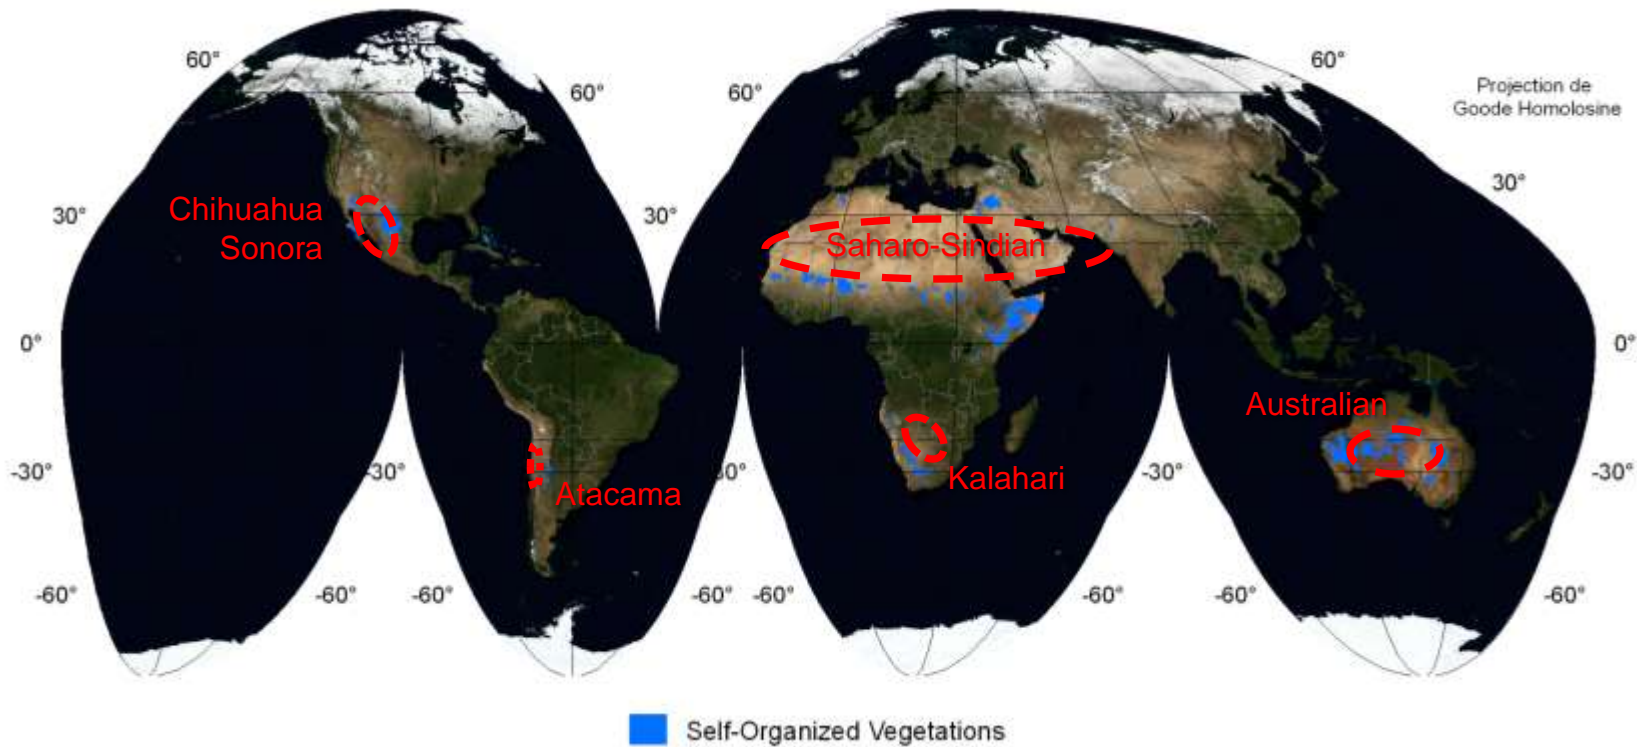 60°
60°
60°
60°
Projection de
Goode Homolosine
30°
Chihuahua
Sonora
30°
30°
Saharo-Sindian
0°
0°
Australian
-30°
-30°
Atacama
30°
Kalahari
-30°
-30°
-60°
-60°
-60°
-60°
-60°
-60°
-60°
-60°
Self-Organized Vegetations